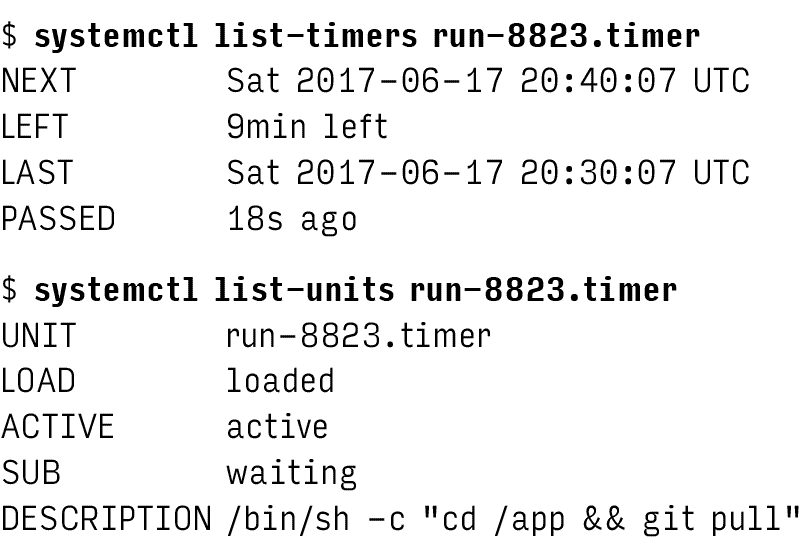 $ systemctl list-timers run-8823.timer
NEXT Sat 2017-06-17 20:40:07 UTC
LEFT 9min left
LAST Sat 2017-06-17 20:30:07 UTC
PASSED 18s ago
$ systemctl list-units run-8823.timer
UNIT run-8823.timer
LOAD loaded
ACTIVE active
SUB waiting
DESCRIPTION /bin/sh -c "cd /app && git pull"